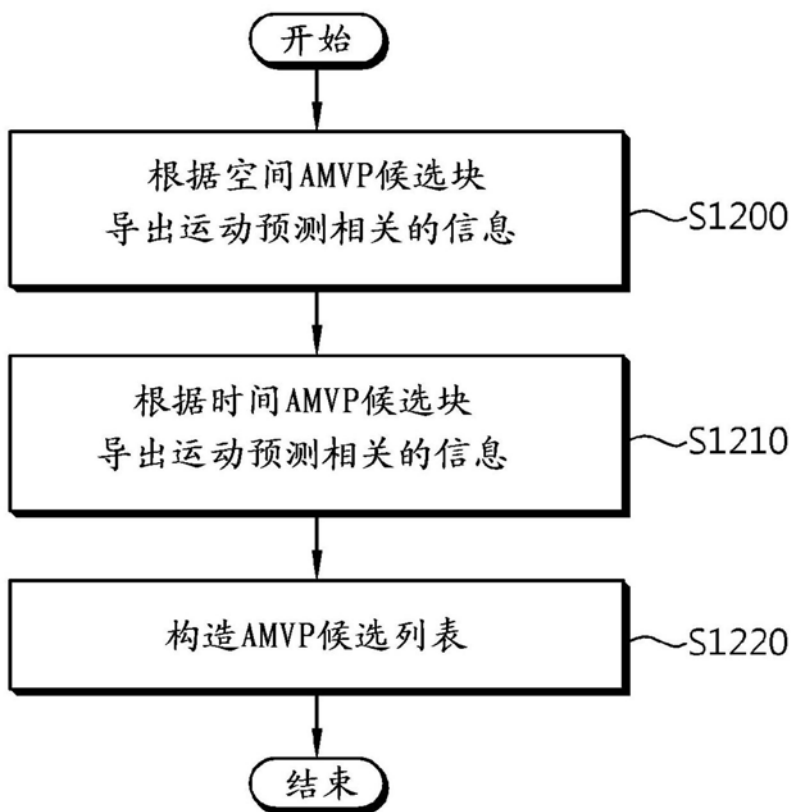 开始
根据空间AMVP候选块
导出运动预测相关的信息
S1200
根据时间AMVP候选块
导出运动预测相关的信息
S1210
构造AMVP候选列表
S1220
结束